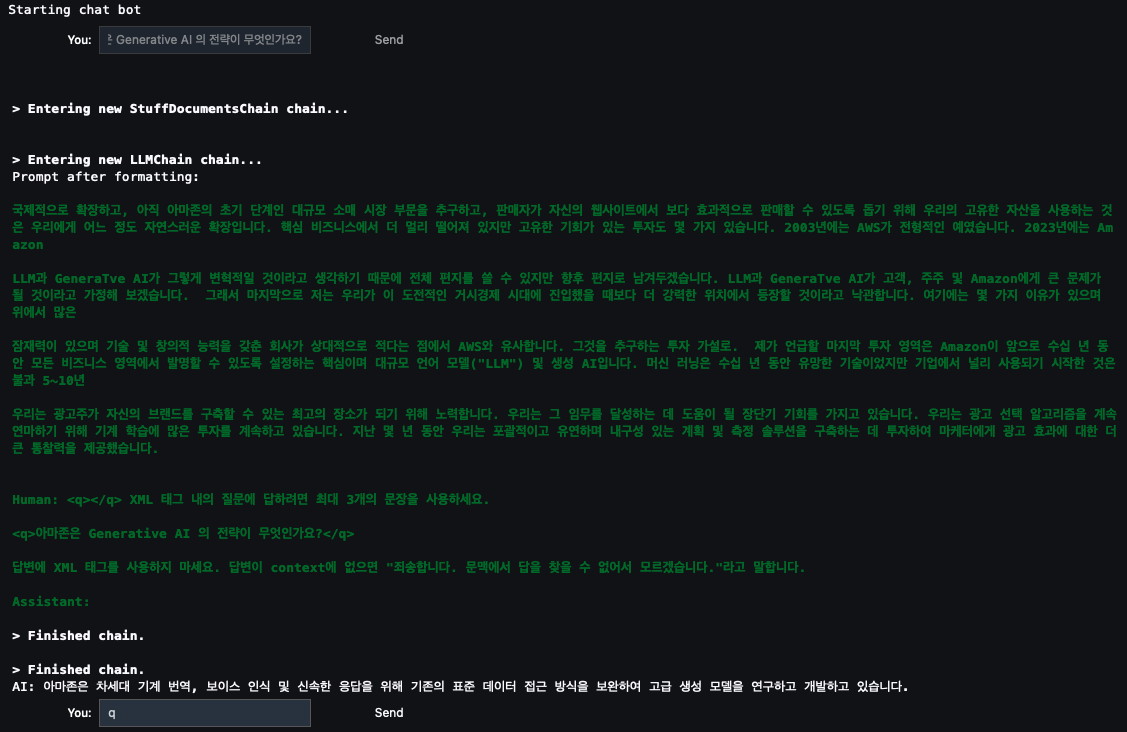 Starting chat bot
You: Generative AI 의 전략이 무엇인가요? Send
> Entering new StuffDocumentsChain chain...
> Entering new LLMChain chain...
Prompt after formatting:
국제적으로 확장하고, 아직 아마존의 초기 단계인 대규모 소매 시장 부문을 추구하고, 판매자가 자신의 웹사이트에서 보다 효과적으로 판매할 수 있도록 돕기 위해 우리의 고유한 자산을 사용하는 것
은 우리에게 어느 정도 자연스러운 확장입니다. 핵심 비즈니스에서 더 멀리 떨어져 있지만 고유한 기회가 있는 투자도 몇 가지 있습니다. 2003년에는 AWS가 전형적인 예였습니다. 2023년에는 Am
azon
LLM과 GeneraTve AI가 그렇게 변혁적일 것이라고 생각하기 때문에 전체 편지를 쓸 수 있지만 향후 편지로 남겨두겠습니다. LLM과 GeneraTve AI가 고객, 주주 및 Amazon에게 큰 문제가
될 것이라고 가정해 보겠습니다. 그래서 마지막으로 저는 우리가 이 도전적인 거시경제 시대에 진입했을 때보다 더 강력한 위치에서 등장할 것이라고 낙관합니다. 여기에는 몇 가지 이유가 있으며
위에서 많은
잠재력이 있으며 기술 및 창의적 능력을 갖춘 회사가 상대적으로 적다는 점에서 AWS와 유사합니다. 그것을 추구하는 투자 가설로. 제가 언급할 마지막 투자 영역은 Amazon이 앞으로 수십 년 동
안 모든 비즈니스 영역에서 발명할 수 있도록 설정하는 핵심이며 대규모 언어 모델("LLM") 및 생성 AI입니다. 머신 러닝은 수십 년 동안 유망한 기술이었지만 기업에서 널리 사용되기 시작한 것은
불과 5~10년
우리는 광고주가 자신의 브랜드를 구축할 수 있는 최고의 장소가 되기 위해 노력합니다. 우리는 그 임무를 달성하는 데 도움이 될 장단기 기회를 가지고 있습니다. 우리는 광고 선택 알고리즘을 계속
연마하기 위해 기계 학습에 많은 투자를 계속하고 있습니다. 지난 몇 년 동안 우리는 포괄적이고 유연하며 내구성 있는 계획 및 측정 솔루션을 구축하는 데 투자하여 마케터에게 광고 효과에 대한 더
큰 통찰력을 제공했습니다.
Human: <q></q> XML 태그 내의 질문에 답하려면 최대 3개의 문장을 사용하세요.
<q>아마존은 Generative AI 의 전략이 무엇인가요?</q>
답변에 XML 태그를 사용하지 마세요. 답변이 context에 없으면 "죄송합니다. 문맥에서 답을 찾을 수 없어서 모르겠습니다."라고 말합니다.
Assistant:
> Finished chain.
> Finished chain.
AI: 아마존은 차세대 기계 번역, 보이스 인식 및 신속한 응답을 위해 기존의 표준 데이터 접근 방식을 보완하여 고급 생성 모델을 연구하고 개발하고 있습니다.
You: q Send